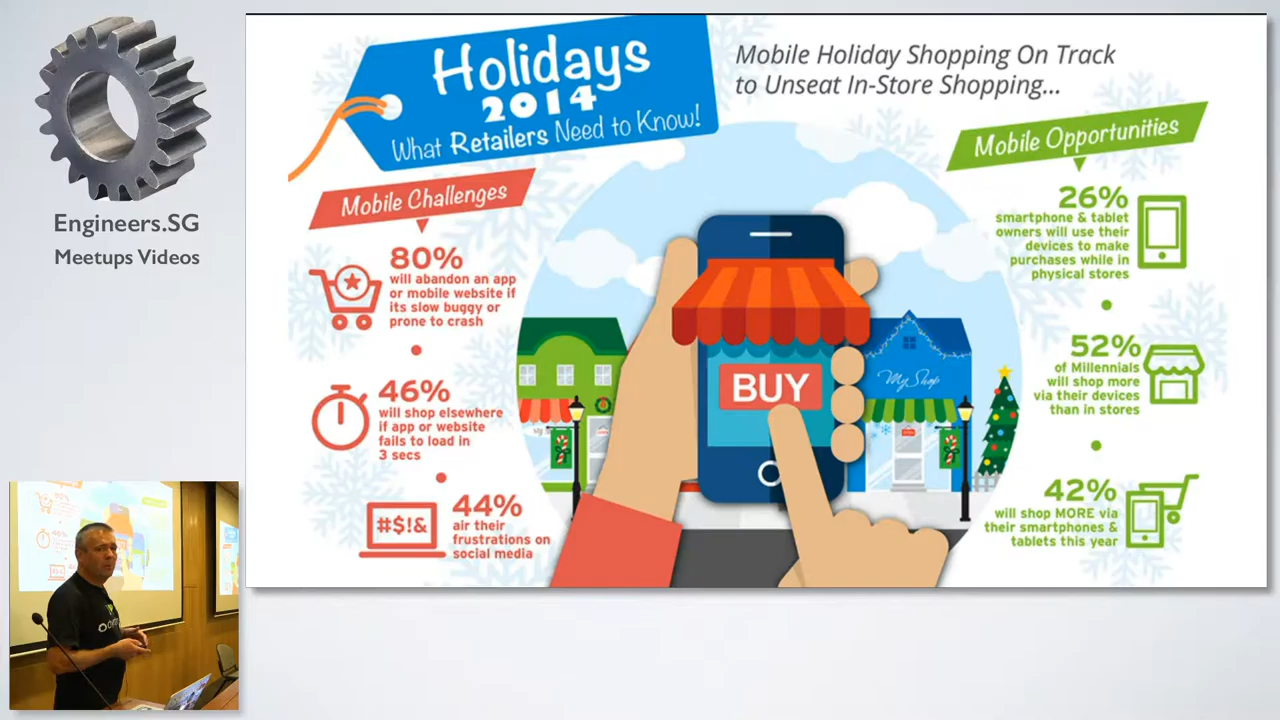 Engineers.SG
Meetups Videos
Holidays
2014
What Retailers Need to Know!
Mobile Holiday Shopping On Track
to Unseat In-Store Shopping...
Mobile Challenges
80%
will abandon an app
or mobile website if
its slow buggy or
prone to crash
46%
will shop elsewhere
if app or website
fails to load in
3 secs
#$!&
44%
air their
frustrations on
social media
BUY
My Shop
Mobile Opportunities
26%
smartphone & tablet
owners will use their
devices to make
purchases while in
physical stores
52%
of Millennials
will shop more
via their devices
than in stores
42%
will shop MORE via
their smartphones &
tablets this year